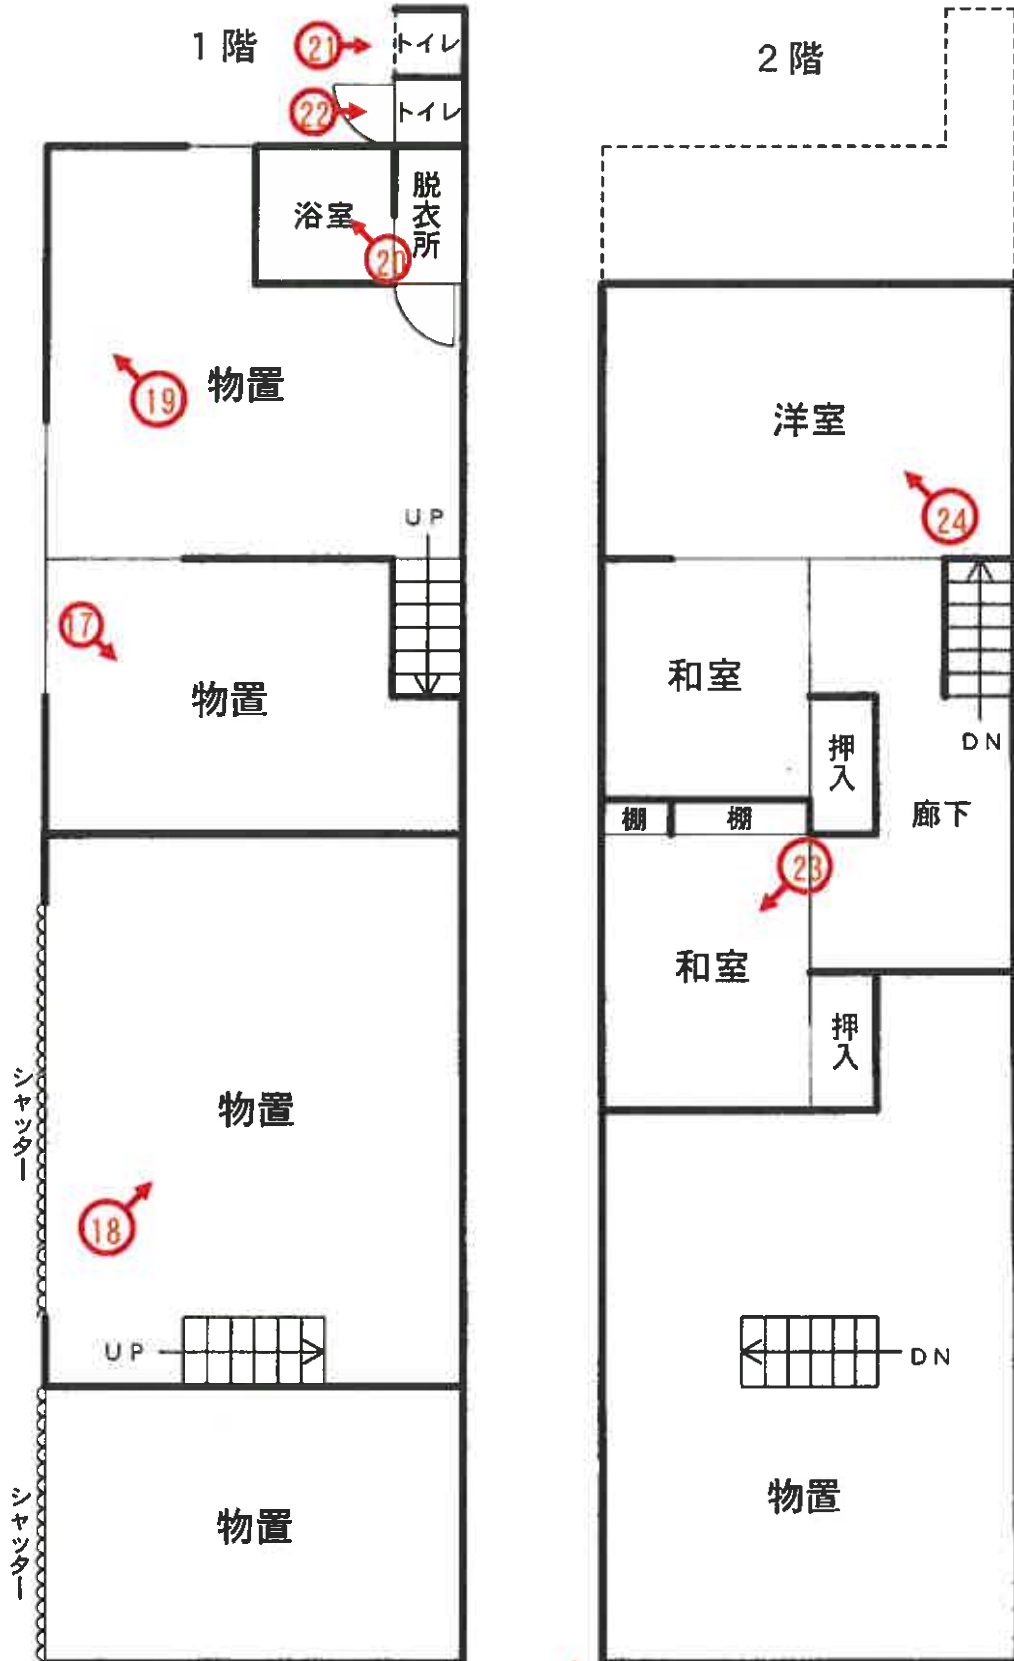 1階
21
トイレ
22
トイレ
浴室
脱衣所
20
19
物置
UP
17
物置
シャッター
物置
18
UP
シャッター
物置
2階
洋室
24
和室
押入
DN
棚
棚
廊下
23
和室
押入
DN
物置